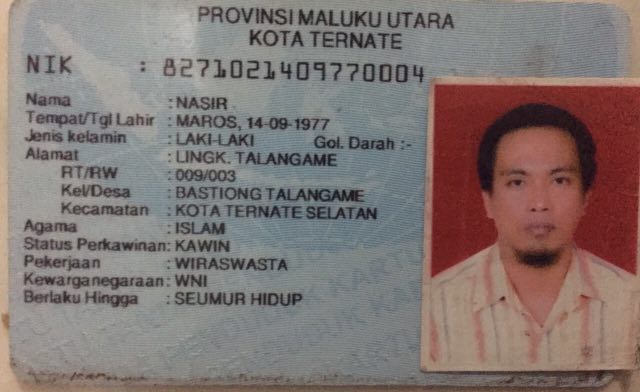 PROVINSI MALUKU UTARA
KOTA TERNATE
NIK : 8271021409770004
Nama : NASIR
Tempat/Tgl Lahir : MAROS, 14-09-1977
Jenis kelamin : LAKI-LAKI Gol. Darah :-
Alamat : LINGK. TALANGAME
RT/RW : 009/003
Kel/Desa : BASTIONG TALANGAME
Kecamatan : KOTA TERNATE SELATAN
Agama : ISLAM
Status Perkawinan: KAWIN
Pekerjaan : WIRASWASTA
Kewarganegaraan: WNI
Berlaku Hingga : SEUMUR HIDUP